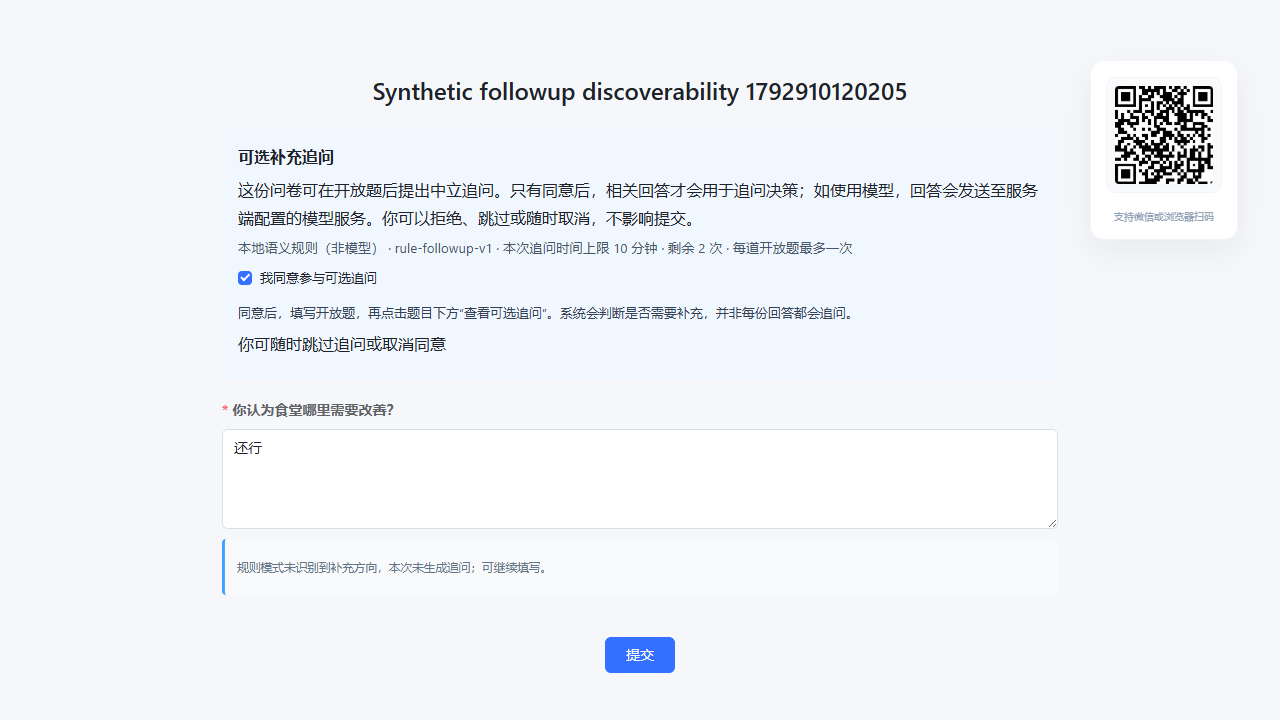 Synthetic followup discoverability 1792910120205
可选补充追问
这份问卷可在开放题后提出中立追问。只有同意后，相关回答才会用于追问决策；如使用模型，回答会发送至服务
端配置的模型服务。你可以拒绝、跳过或随时取消，不影响提交。
本地语义规则（非模型） · rule-followup-v1 · 本次追问时间上限 10 分钟 · 剩余 2 次 · 每道开放题最多一次
我同意参与可选追问
同意后，填写开放题，再点击题目下方“查看可选追问”。系统会判断是否需要补充，并非每份回答都会追问。
你可随时跳过追问或取消同意
* 你认为食堂哪里需要改善？
还行
规则模式未识别到补充方向，本次未生成追问；可继续填写。
提交
支持微信或浏览器扫码